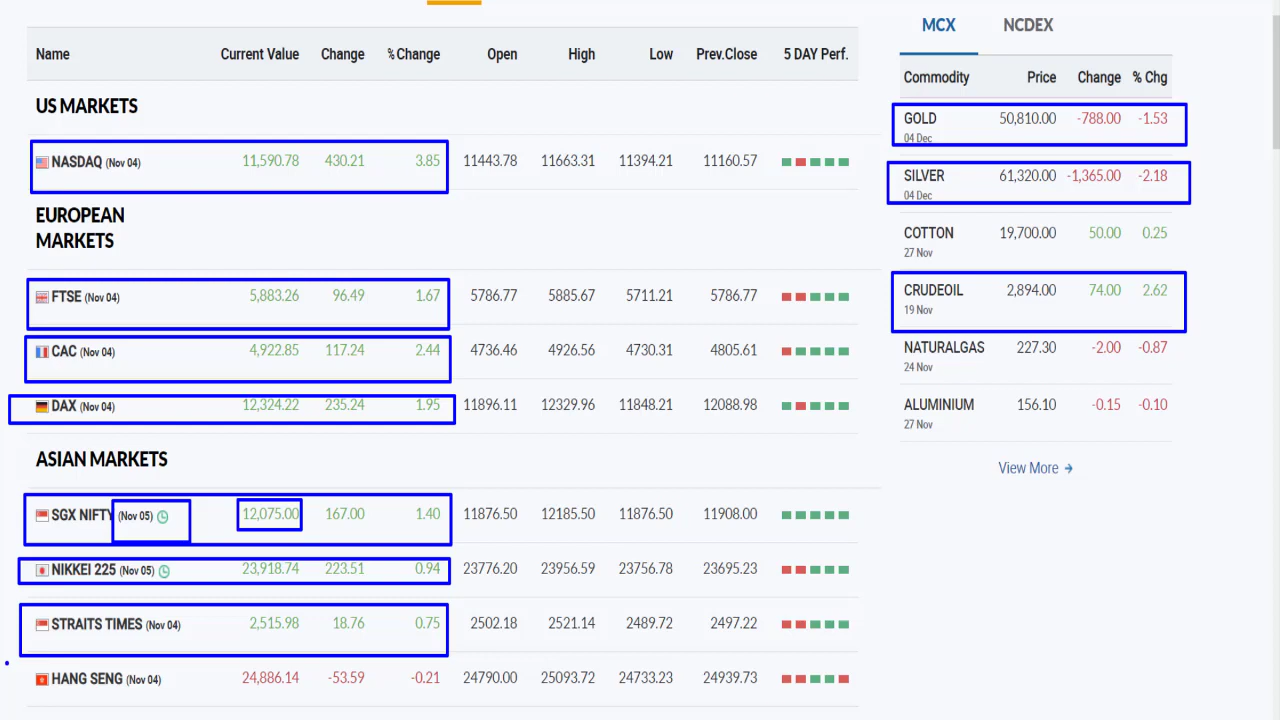 Name Current Value Change %Change Open High Low Prev.Close 5 DAY Perf.
US MARKETS
NASDAQ (Nov 04) 11,590.78 430.21 3.85 11443.78 11663.31 11394.21 11160.57
EUROPEAN
MARKETS
FTSE (Nov 04) 5,883.26 96.49 1.67 5786.77 5885.67 5711.21 5786.77
CAC (Nov 04) 4,922.85 117.24 2.44 4736.46 4926.56 4730.31 4805.61
DAX (Nov 04) 12,324.22 235.24 1.95 11896.11 12329.96 11848.21 12088.98
ASIAN MARKETS
SGX NIFTY (Nov 05) 12,075.00 167.00 1.40 11876.50 12185.50 11876.50 11908.00
NIKKEI 225 (Nov 05) 23,918.74 223.51 0.94 23776.20 23956.59 23756.78 23695.23
STRAITS TIMES (Nov 04) 2,515.98 18.76 0.75 2502.18 2521.14 2489.72 2497.22
HANG SENG (Nov 04) 24,886.14 -53.59 -0.21 24790.00 25093.72 24733.23 24939.73
MCX NCDEX
Commodity Price Change % Chg
GOLD 50,810.00 -788.00 -1.53
04 Dec
SILVER 61,320.00 -1,365.00 -2.18
04 Dec
COTTON 19,700.00 50.00 0.25
27 Nov
CRUDEOIL 2,894.00 74.00 2.62
19 Nov
NATURALGAS 227.30 -2.00 -0.87
24 Nov
ALUMINIUM 156.10 -0.15 -0.10
27 Nov
View More →